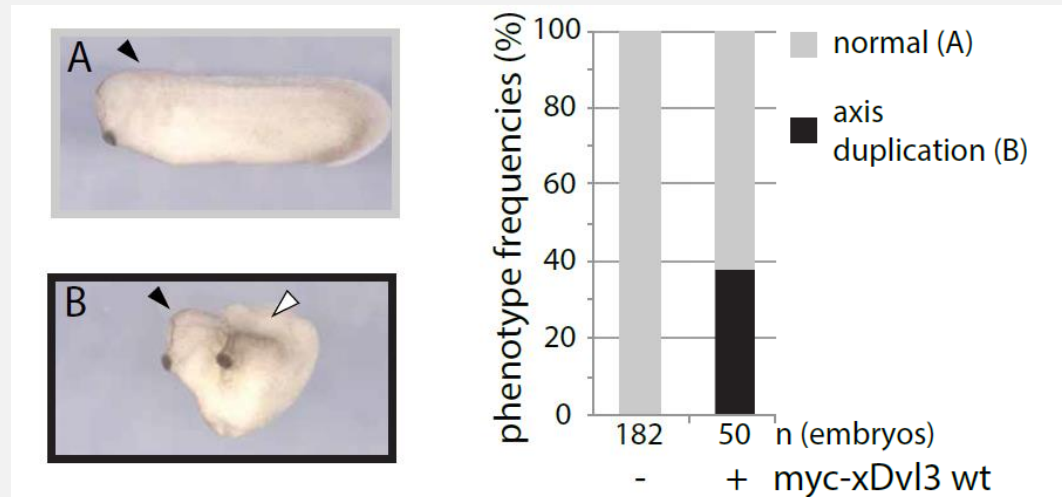 A
B
phenotype frequencies (%)
100
80
60
40
20
0
normal (A)
axis
duplication (B)
182 50 n (embryos)
- + myc-xDvl3 wt